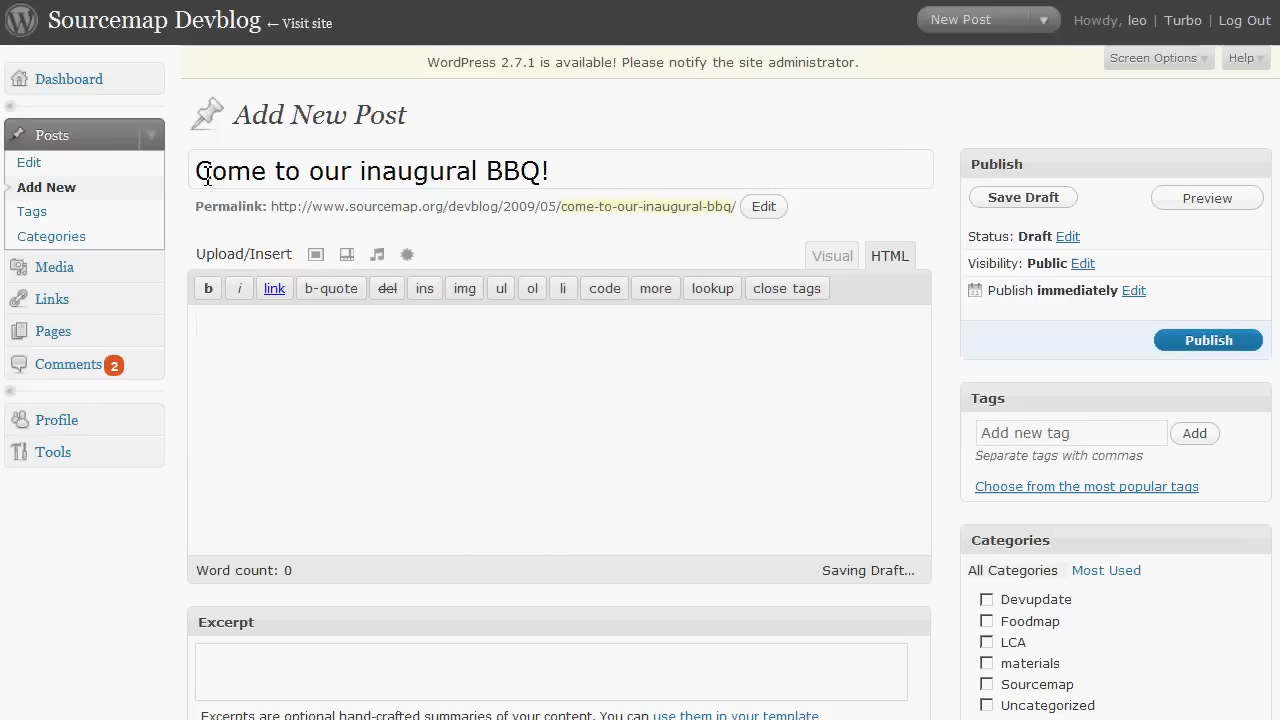 Sourcemap Devblog ← Visit site
New Post
Howdy, leo | Turbo | Log Out
WordPress 2.7.1 is available! Please notify the site administrator.
Screen Options
Help
Dashboard
Posts
Edit
Add New
Tags
Categories
Media
Links
Pages
Comments 2
Profile
Tools
Add New Post
Come to our inaugural BBQ!
Permalink: http://www.sourcemap.org/devblog/2009/05/come-to-our-inaugural-bbq/ Edit
Upload/Insert
Visual
HTML
b i link b-quote del ins img ul ol li code more lookup close tags
Word count: 0
Saving Draft...
Excerpt
Excerpts are optional hand-crafted summaries of your content. You can use them in your template
Publish
Save Draft
Preview
Status: Draft Edit
Visibility: Public Edit
Publish immediately Edit
Publish
Tags
Add new tag
Add
Separate tags with commas
Choose from the most popular tags
Categories
All Categories Most Used
Devupdate
Foodmap
LCA
materials
Sourcemap
Uncategorized